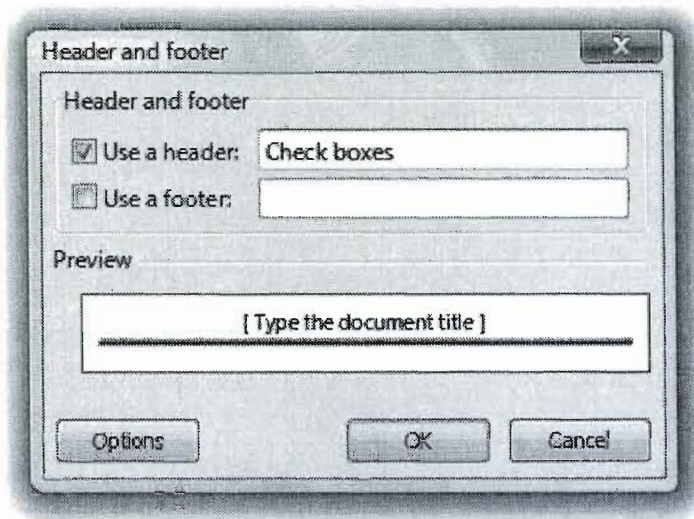 Header and footer
Header and footer
Use a header: Check boxes
Use a footer:
Preview
[ Type the document title ]
Options OK Cancel